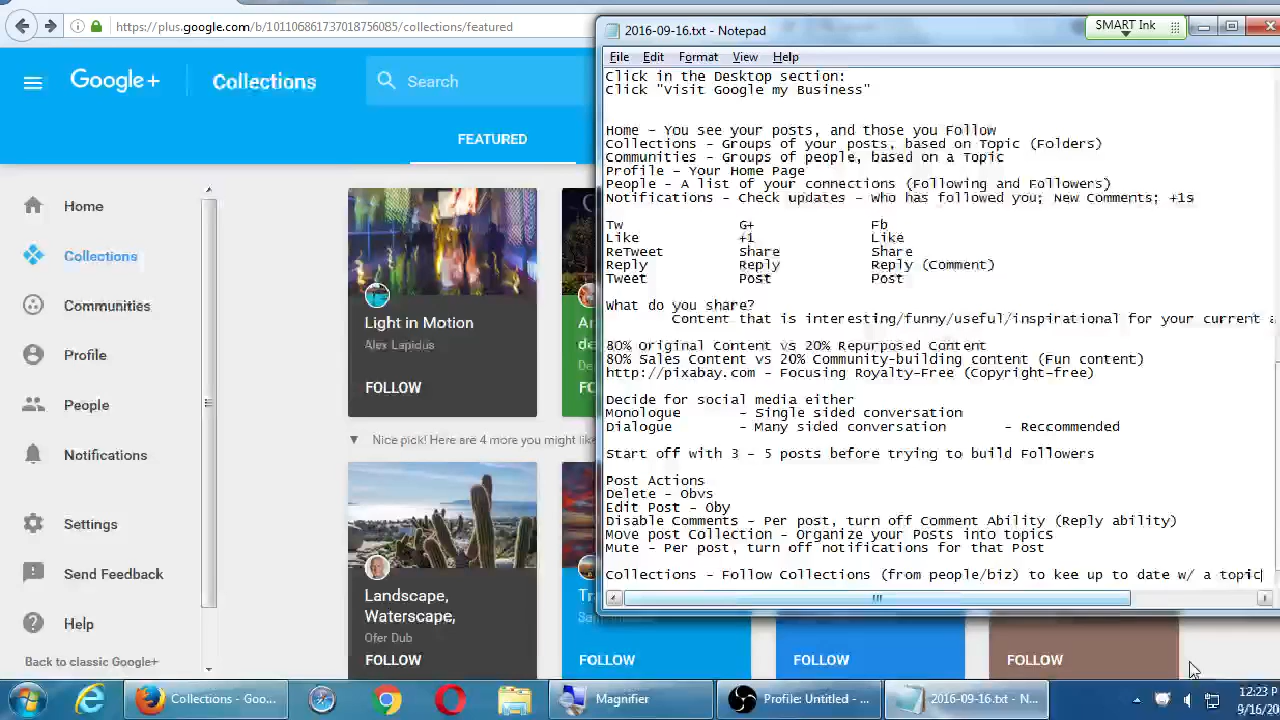 https://plus.google.com/b/101106861737018756085/collections/featured
Google+
Collections
Search
FEATURED
Home
Collections
Communities
Profile
People
Notifications
Settings
Send Feedback
Help
Back to classic Google+
Light in Motion
Alex Lapidus
FOLLOW
Nice pick! Here are 4 more you might like
Landscape,
Waterscape,
Ofer Dub
FOLLOW
FOLLOW
FOLLOW
FOLLOW
2016-09-16.txt - Notepad
SMART Ink
File Edit Format View Help
Click in the Desktop section:
Click "Visit Google my Business"
Home - You see your posts, and those you Follow
Collections - Groups of your posts, based on Topic (Folders)
Communities - Groups of people, based on a Topic
Profile - Your Home Page
People - A list of your connections (Following and Followers)
Notifications - Check updates - Who has followed you; New Comments; +1s
Tw G+ Fb
Like +1 Like
ReTweet Share Share
Reply Reply Reply (Comment)
Tweet Post Post
What do you share?
Content that is interesting/funny/useful/inspirational for your current a
80% Original Content vs 20% Repurposed Content
80% Sales Content vs 20% Community-building content (Fun content)
http://pixabay.com - Focusing Royalty-Free (Copyright-free)
Decide for social media either
Monologue - Single sided conversation
Dialogue - Many sided conversation - Reccommended
Start off with 3 - 5 posts before trying to build Followers
Post Actions
Delete - Obvs
Edit Post - Oby
Disable Comments - Per post, turn off Comment Ability (Reply ability)
Move post Collection - Organize your Posts into topics
Mute - Per post, turn off notifications for that Post
Collections - Follow Collections (from people/biz) to kee up to date w/ a topic
Collections - Goo...
Magnifier
Profile: Untitled - ...
2016-09-16.txt - N...
12:23 P
9/16/20